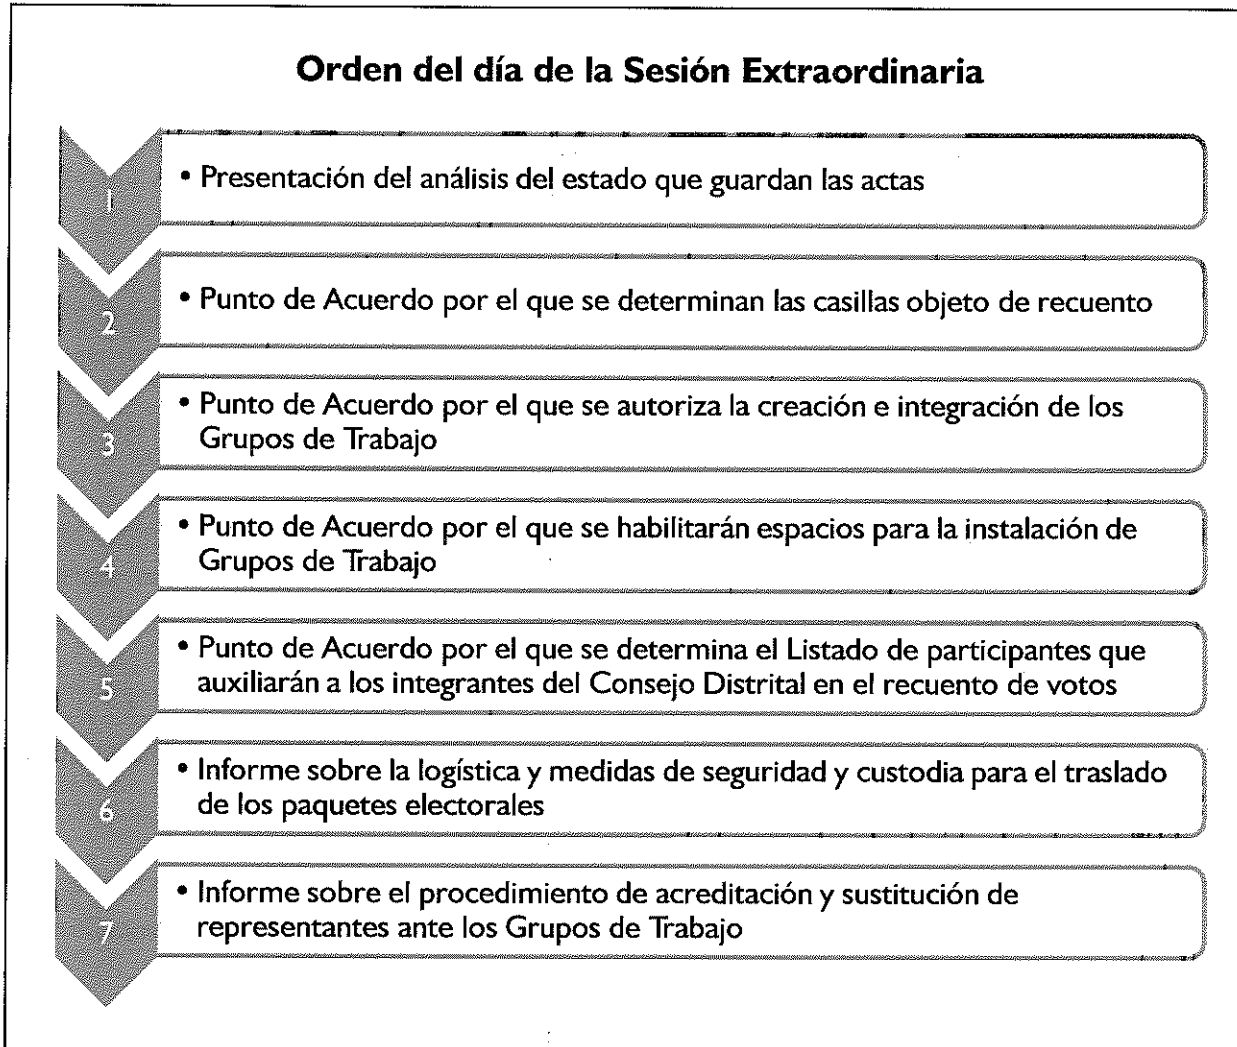 Orden del día de la Sesión Extraordinaria
1
• Presentación del análisis del estado que guardan las actas
2
• Punto de Acuerdo por el que se determinan las casillas objeto de recuento
3
• Punto de Acuerdo por el que se autoriza la creación e integración de los
Grupos de Trabajo
4
• Punto de Acuerdo por el que se habilitarán espacios para la instalación de
Grupos de Trabajo
5
• Punto de Acuerdo por el que se determina el Listado de participantes que
auxiliarán a los integrantes del Consejo Distrital en el recuento de votos
6
• Informe sobre la logística y medidas de seguridad y custodia para el traslado
de los paquetes electorales
7
• Informe sobre el procedimiento de acreditación y sustitución de
representantes ante los Grupos de Trabajo